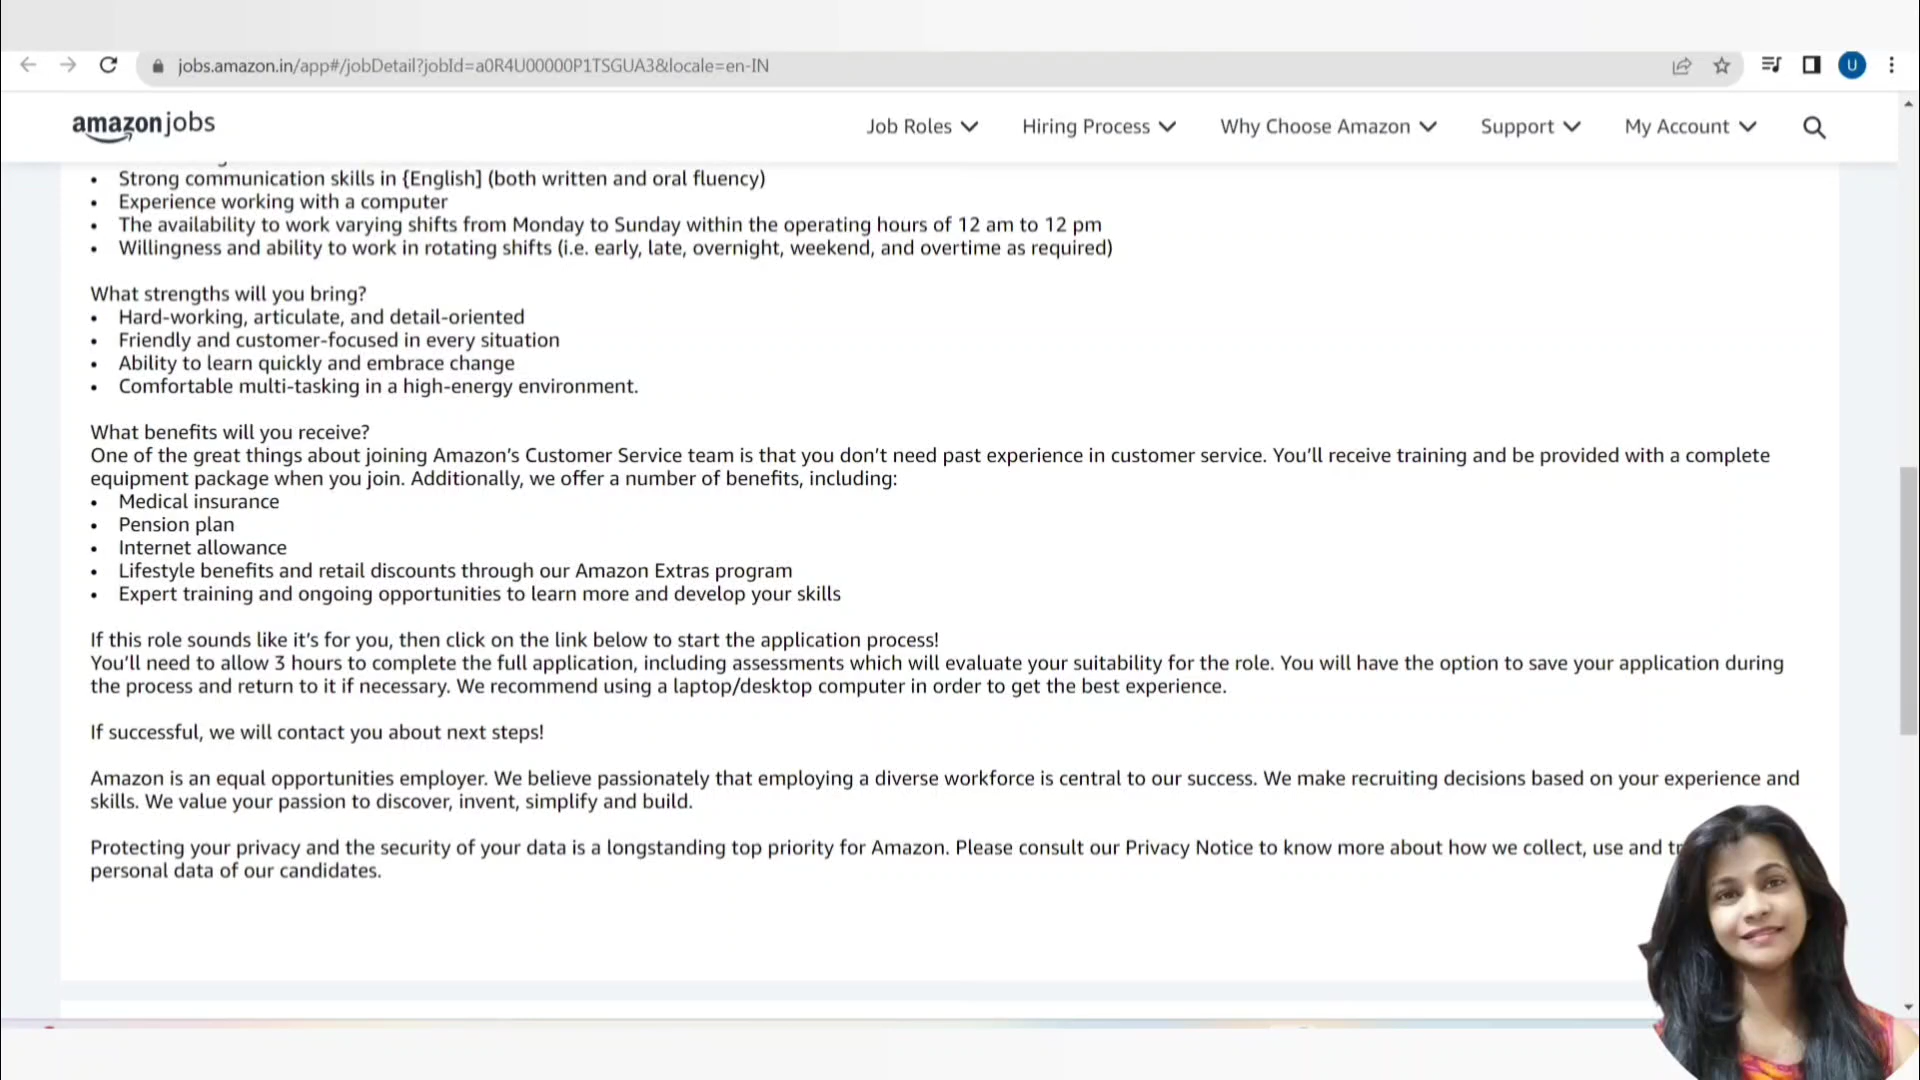 jobs.amazon.in/app#/jobDetail?jobId=a0R4U00000P1TSGUA3&locale=en-IN
U
amazon jobs
Job Roles
Hiring Process
Why Choose Amazon
Support
My Account
• Strong communication skills in {English] (both written and oral fluency)
• Experience working with a computer
• The availability to work varying shifts from Monday to Sunday within the operating hours of 12 am to 12 pm
• Willingness and ability to work in rotating shifts (i.e. early, late, overnight, weekend, and overtime as required)
What strengths will you bring?
• Hard-working, articulate, and detail-oriented
• Friendly and customer-focused in every situation
• Ability to learn quickly and embrace change
• Comfortable multi-tasking in a high-energy environment.
What benefits will you receive?
One of the great things about joining Amazon’s Customer Service team is that you don’t need past experience in customer service. You’ll receive training and be provided with a complete
equipment package when you join. Additionally, we offer a number of benefits, including:
• Medical insurance
• Pension plan
• Internet allowance
• Lifestyle benefits and retail discounts through our Amazon Extras program
• Expert training and ongoing opportunities to learn more and develop your skills
If this role sounds like it’s for you, then click on the link below to start the application process!
You’ll need to allow 3 hours to complete the full application, including assessments which will evaluate your suitability for the role. You will have the option to save your application during
the process and return to it if necessary. We recommend using a laptop/desktop computer in order to get the best experience.
If successful, we will contact you about next steps!
Amazon is an equal opportunities employer. We believe passionately that employing a diverse workforce is central to our success. We make recruiting decisions based on your experience and
skills. We value your passion to discover, invent, simplify and build.
Protecting your privacy and the security of your data is a longstanding top priority for Amazon. Please consult our Privacy Notice to know more about how we collect, use and
personal data of our candidates.